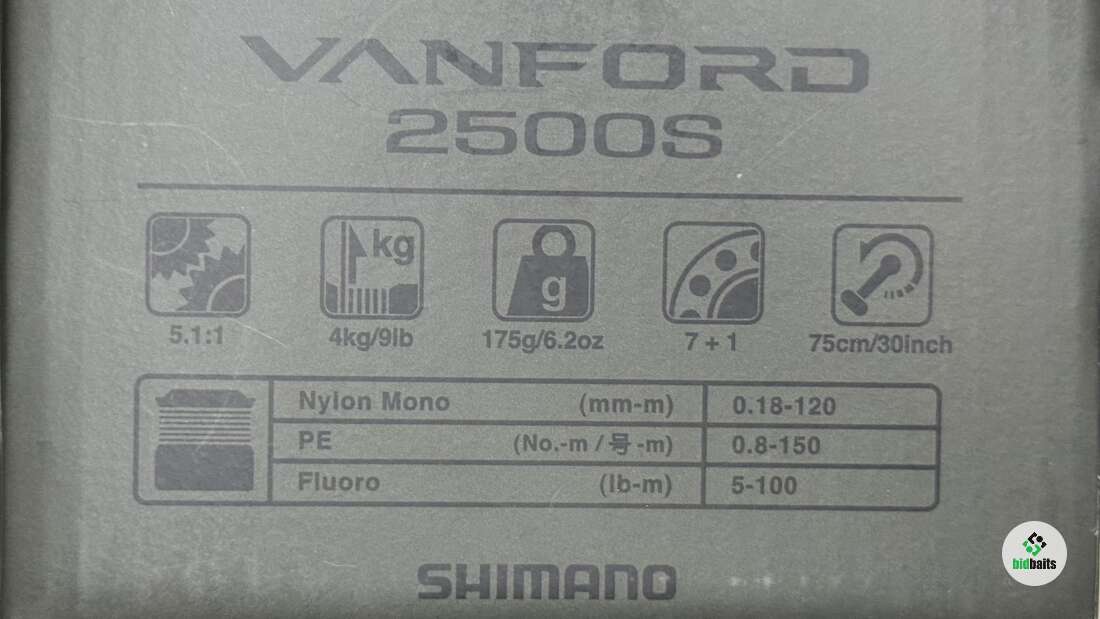 VANFORD
2500S
kg
g
5.1:1 4kg/9lb 175g/6.2oz 7 + 1 75cm/30inch
Nylon Mono (mm-m) 0.18-120
PE (No.-m / 号 -m) 0.8-150
Fluoro (lb-m) 5-100
SHIMANO
bidbaits